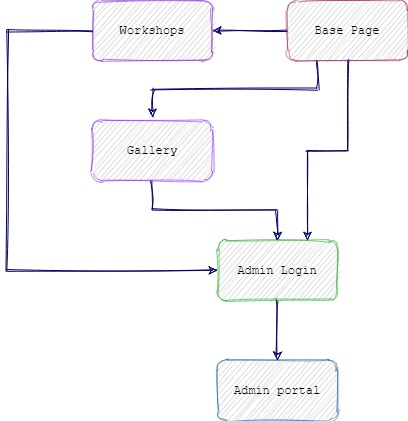 Workshops
Base Page
Gallery
Admin Login
Admin portal